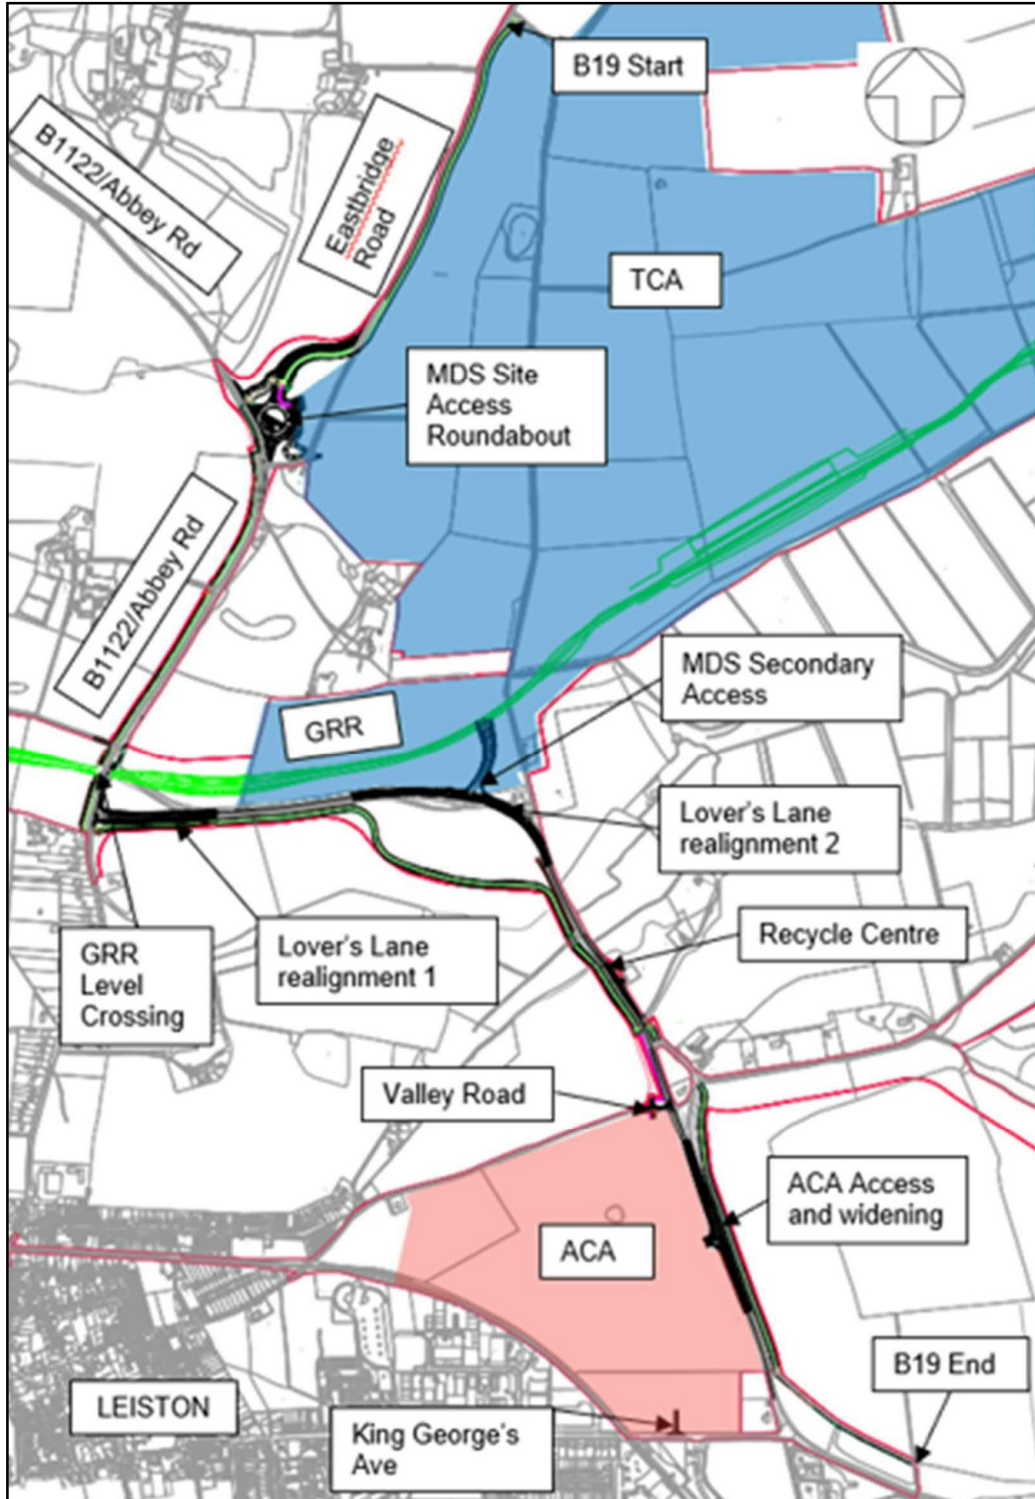 B19 Start
B1122/Abbey Rd
Eastbridge
Road
TCA
MDS Site
Access
Roundabout
B1122/Abbey Rd
MDS Secondary
Access
GRR
Lover's Lane
realignment 2
GRR
Level
Crossing
Lover's Lane
realignment 1
Recycle Centre
Valley Road
ACA Access
and widening
ACA
B19 End
LEISTON
King George's
Ave